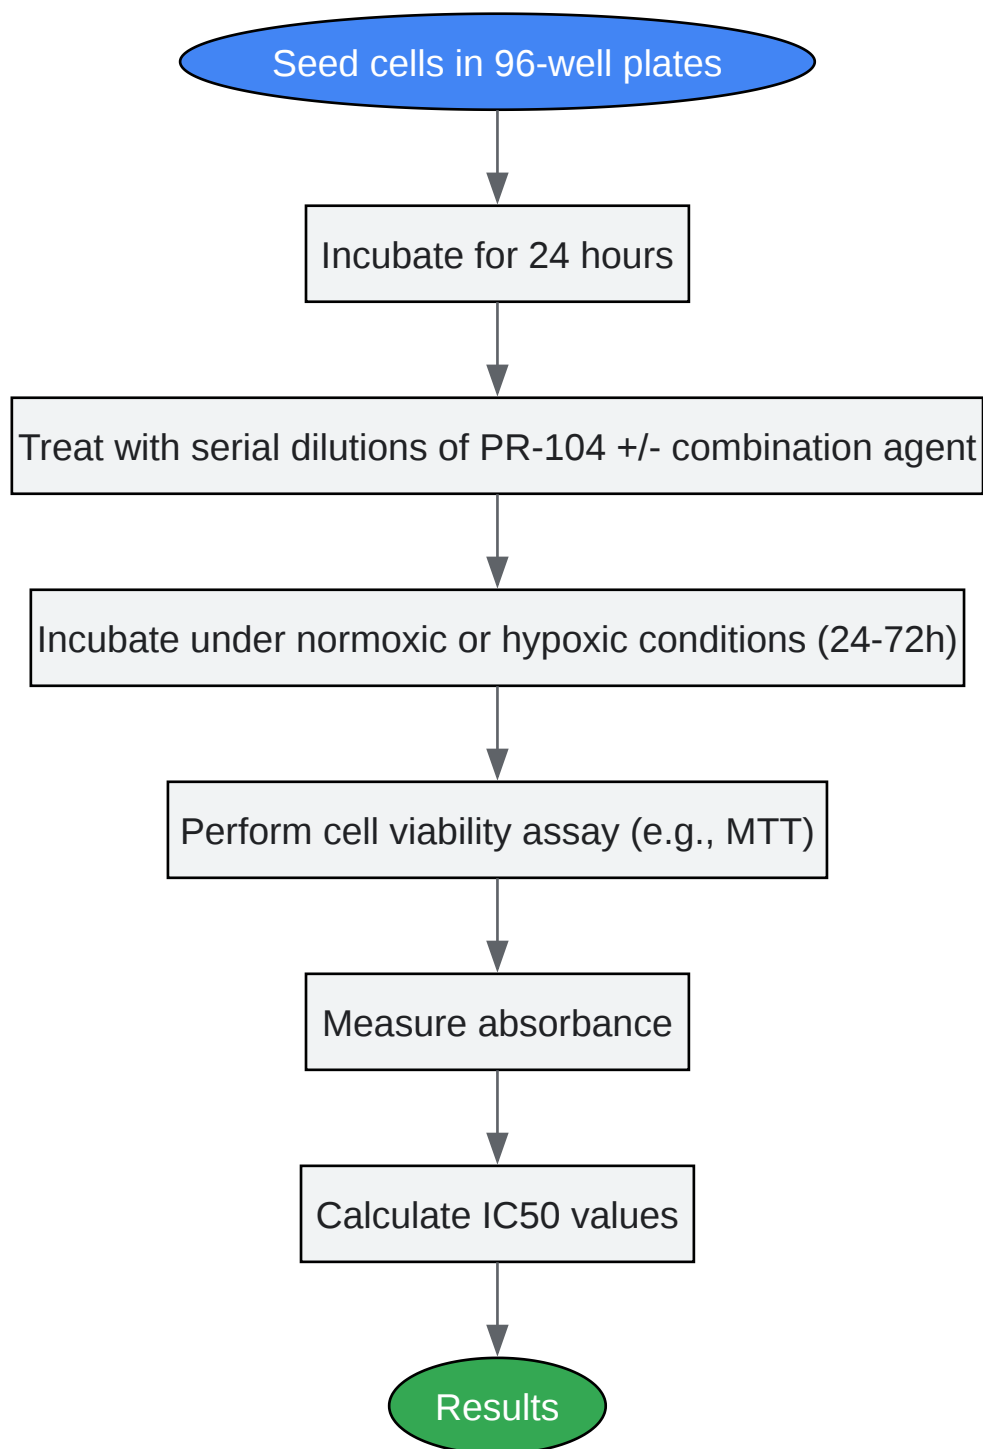 Seed cells in 96-well plates
Incubate for 24 hours
Treat with serial dilutions of PR-104 +/- combination agent
Incubate under normoxic or hypoxic conditions (24-72h)
Perform cell viability assay (e.g., MTT)
Measure absorbance
Calculate IC50 values
Results